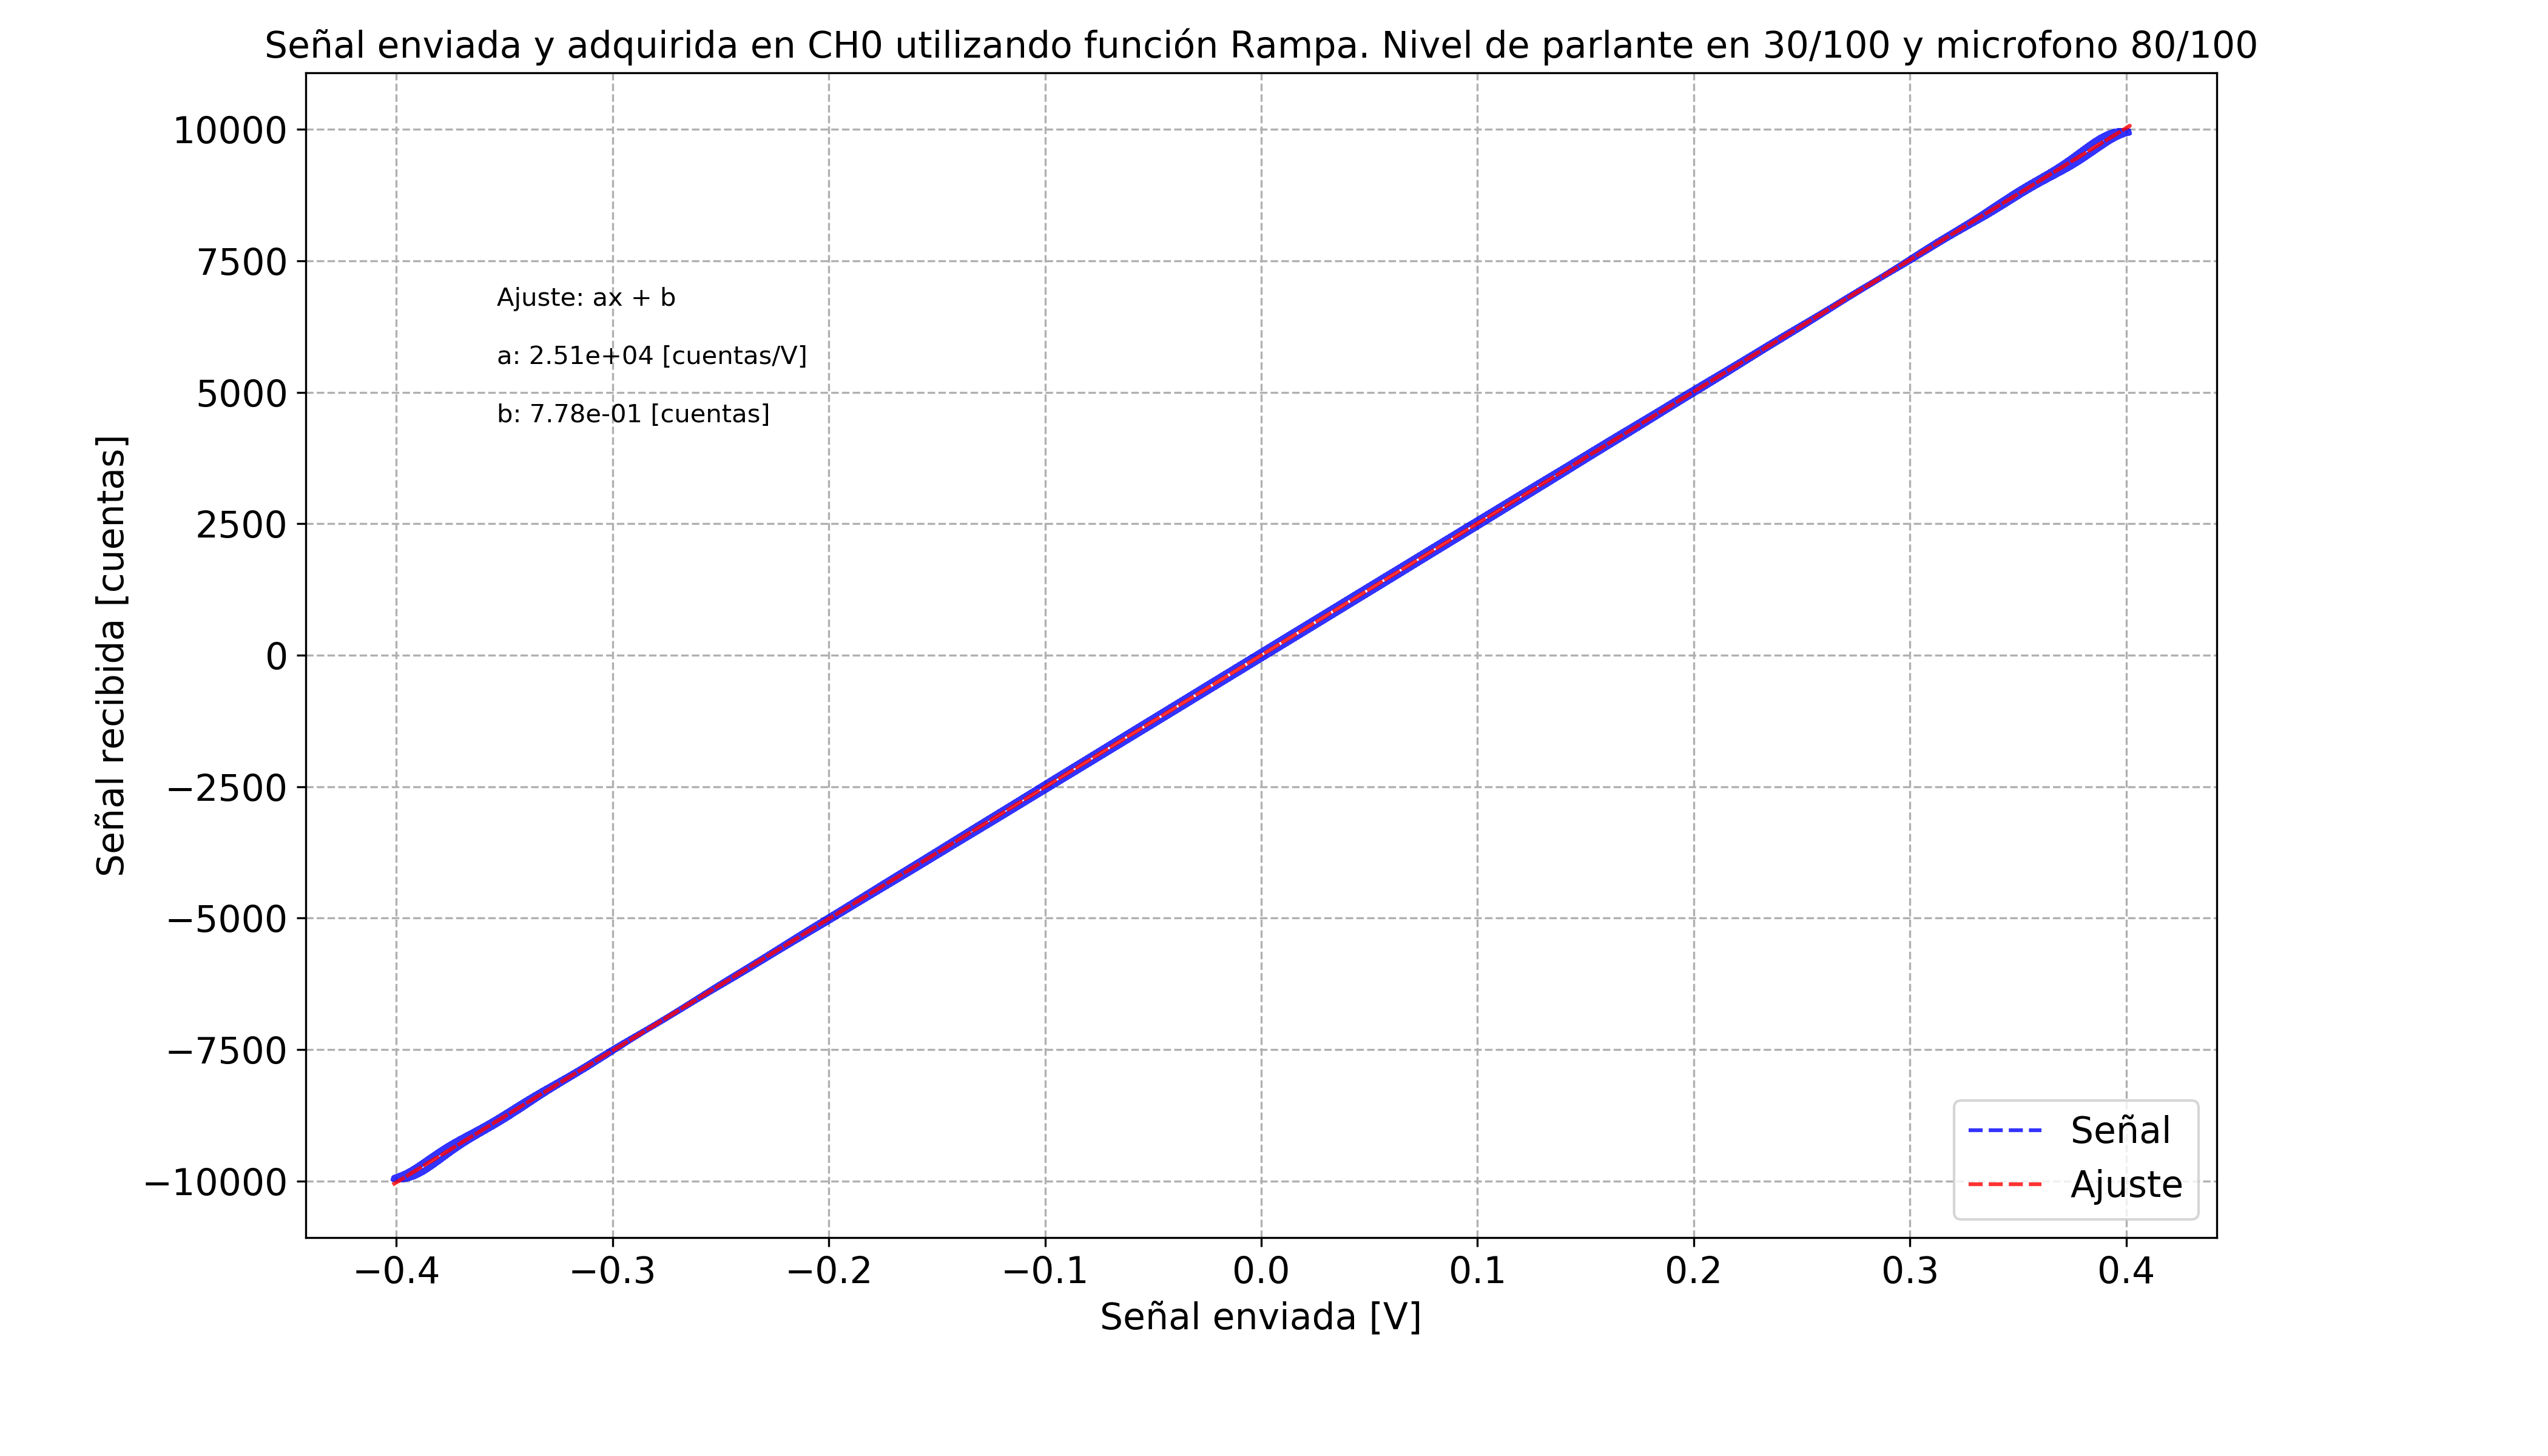 Señal enviada y adquirida en CH0 utilizando función Rampa. Nivel de parlante en 30/100 y microfono 80/100
10000
7500
5000
2500
0
−2500
−5000
−7500
−10000
Señal recibida [cuentas]
Ajuste: ax + b
a: 2.51e+04 [cuentas/V]
b: 7.78e-01 [cuentas]
Señal
Ajuste
−0.4
−0.3
−0.2
−0.1
0.0
0.1
0.2
0.3
0.4
Señal enviada [V]